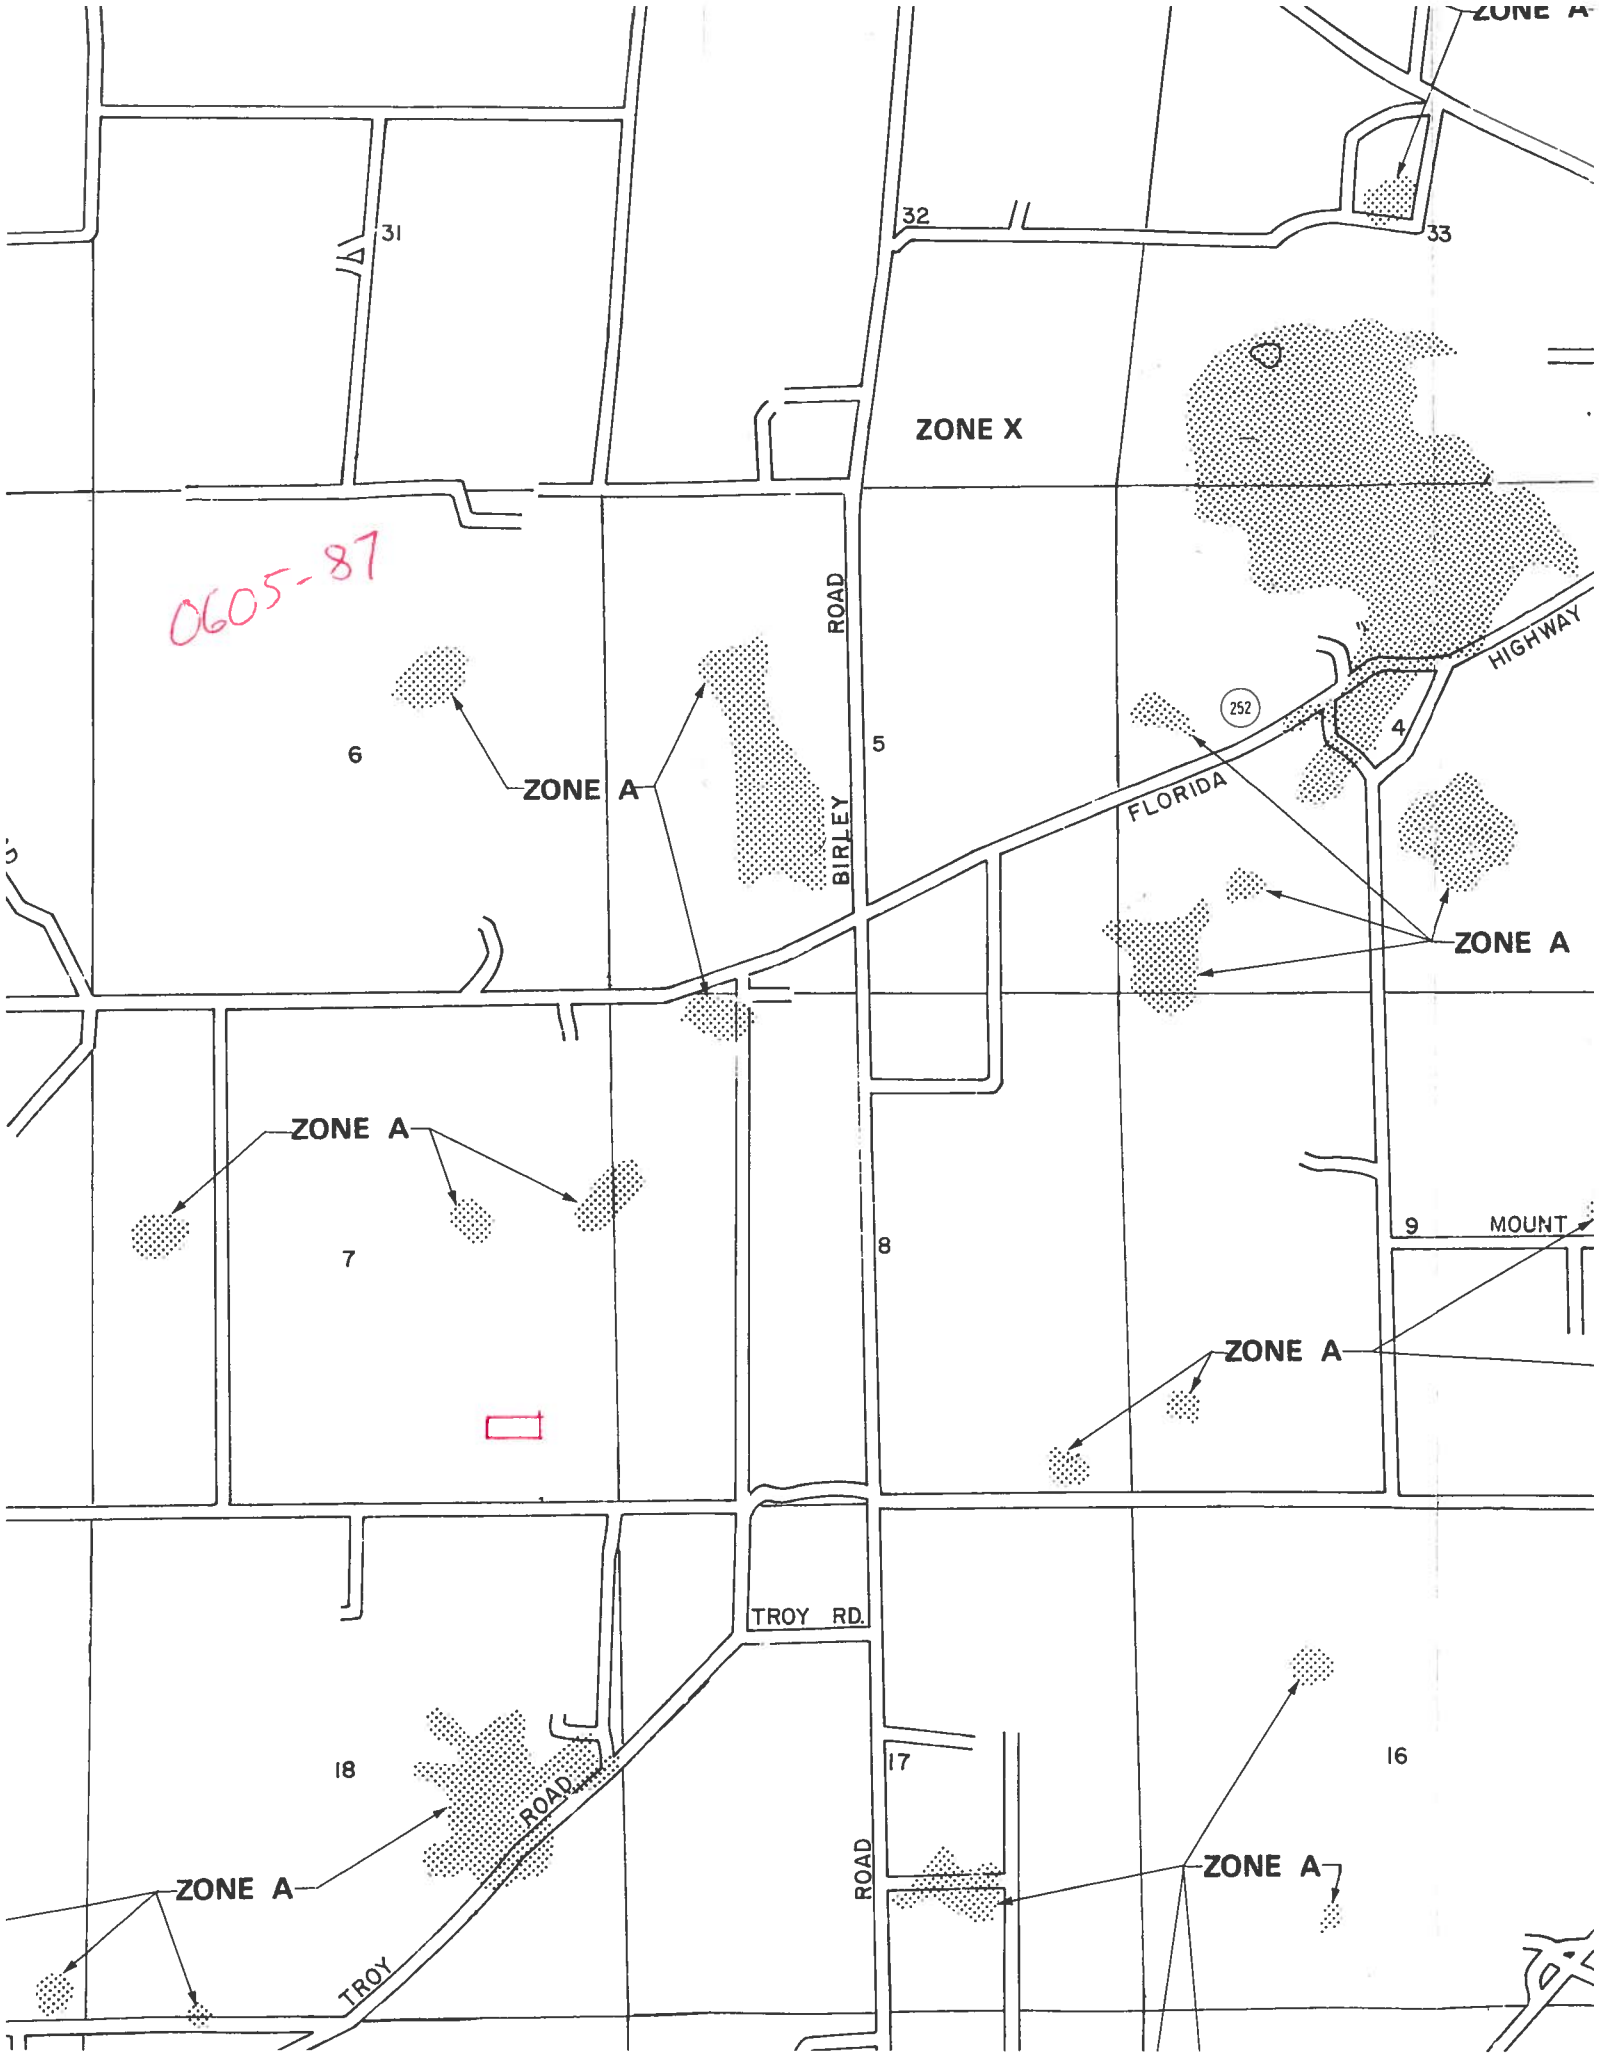 ZONE A
31
32
33
ZONE X
0605-87
ROAD
HIGHWAY
252
4
5
6
ZONE A
FLORIDA
BIRLEY
ZONE A
ZONE A
7
8
9
MOUNT
ZONE A
TROY RD.
18
17
16
ROAD
ROAD
ZONE A
ZONE A
TROY